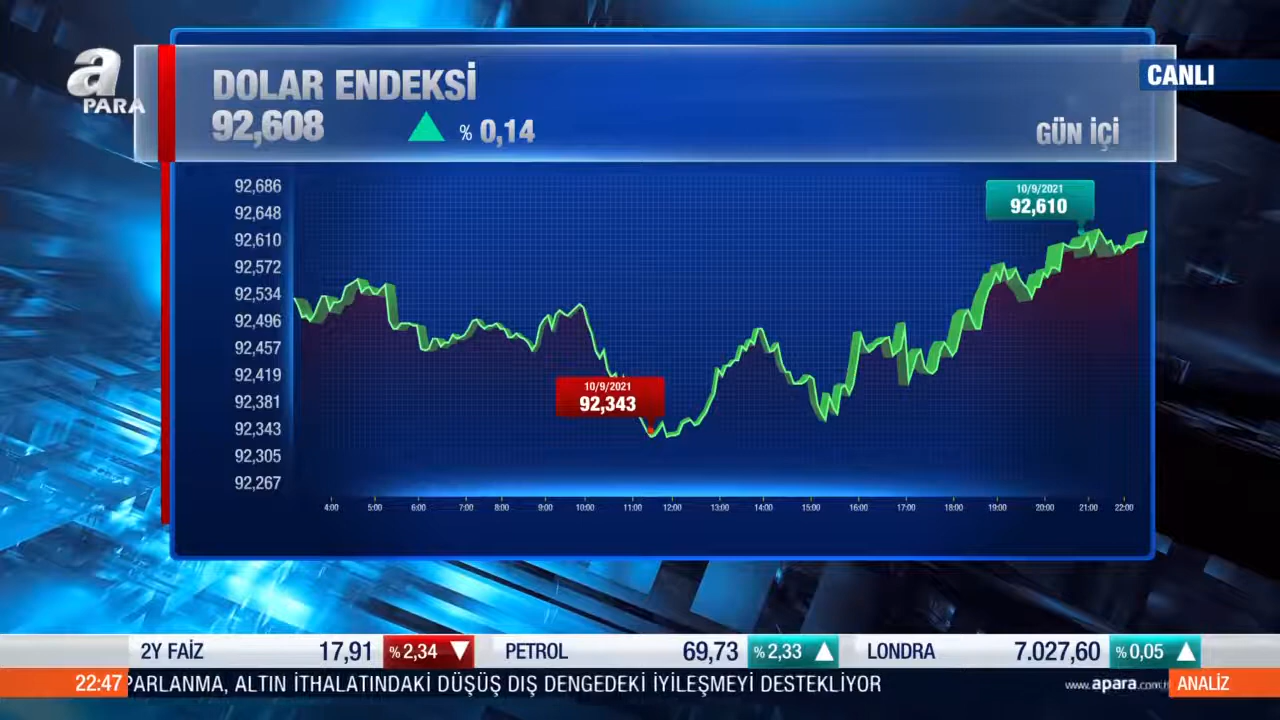 a
PARA
CANLI
DOLAR ENDEKSİ
92,608
% 0,14
GÜN İÇİ
92,686
92,648
92,610
92,572
92,534
92,496
92,457
92,419
92,381
92,343
92,305
92,267
10/9/2021
92,610
10/9/2021
92,343
4:00 5:00 6:00 7:00 8:00 9:00 10:00 11:00 12:00 13:00 14:00 15:00 16:00 17:00 18:00 19:00 20:00 21:00 22:00
2Y FAİZ 17,91 % 2,34 PETROL 69,73 % 2,33 LONDRA 7.027,60 % 0,05
22:47 PARLANMA, ALTIN İTHALATINDAKİ DÜŞÜŞ DIŞ DENGEDEKİ İYİLEŞMEYİ DESTEKLİYOR www.apara.com.t ANALİZ